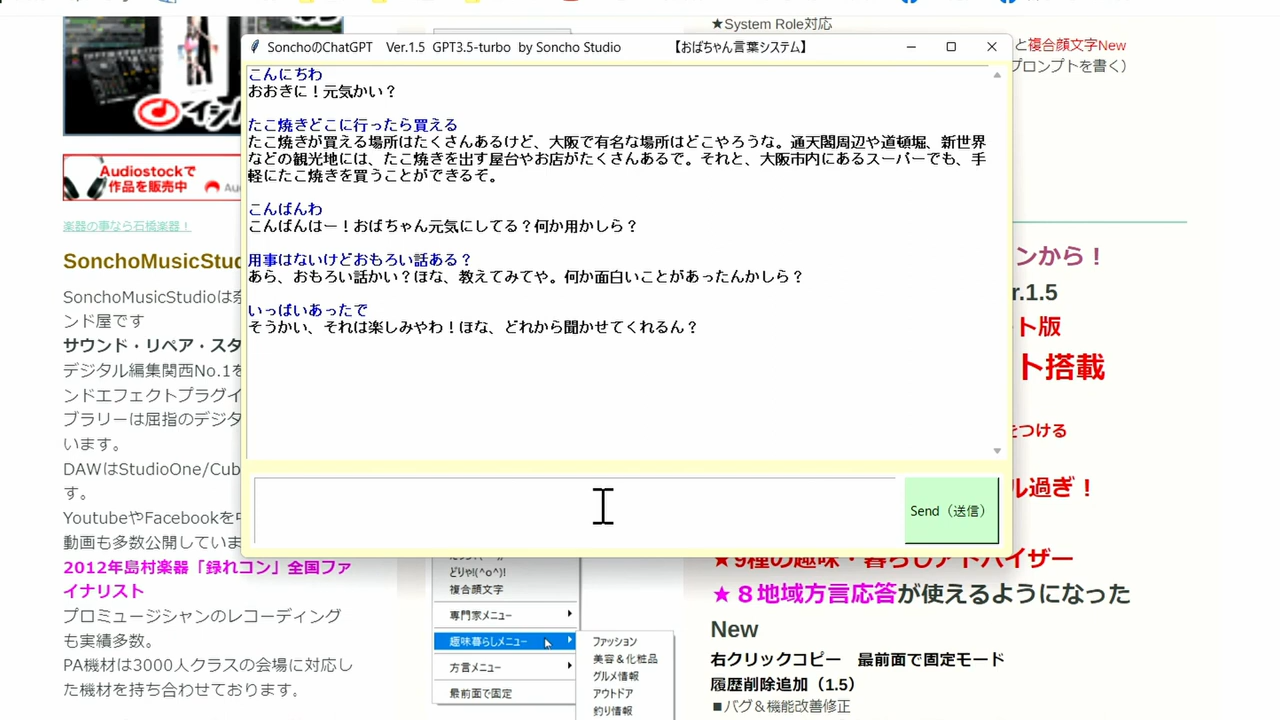 ★System Role対応
SonchoのChatGPT Ver.1.5 GPT3.5-turbo by Soncho Studio 【おばちゃん言葉システム】
と複合顔文字New
プロンプトを書く）
こんにちわ
おおきに！元気かい？
たこ焼きどこに行ったら買える
たこ焼きが買える場所はたくさんあるけど、大阪で有名な場所はどこやろうな。通天閣周辺や道頓堀、新世界
などの観光地には、たこ焼きを出す屋台やお店がたくさんあるで。それと、大阪市内にあるスーパーでも、手
軽にたこ焼きを買うことができるぞ。
こんばんわ
こんばんはー！おばちゃん元気にしてる？何か用かしら？
用事はないけどおもろい話ある？
あら、おもろい話かい？ほな、教えてみてや。何か面白いことがあったんかしら？
いっぱいあったで
そうかい、それは楽しみやわ！ほな、どれから聞かせてくれるん？
Send（送信）
Audiostockで
作品を販売中
楽器の事なら石橋楽器！
SonchoMusicStud
SonchoMusicStudioは奈
ンド屋です
サウンド・リペア・スタ
デジタル編集関西No.1を
ンドエフェクトプラグイ
ブラリーは屈指のデジタ
います。
DAWはStudioOne/Cub
す。
YoutubeやFacebookを中
動画も多数公開していま
2012年島村楽器「録れコン」全国ファ
イナリスト
プロミュージシャンのレコーディング
も実績多数。
PA機材は3000人クラスの会場に対応し
た機材を持ち合わせております。
どりゃ!(^o^)!
複合顔文字
専門家メニュー
趣味暮らしメニュー
方言メニュー
最前面で固定
ファッション
美容＆化粧品
グルメ情報
アウトドア
釣り情報
ンから！
r.1.5
ート版
ト搭載
をつける
ル過ぎ！
★9種の趣味・暮らしアドバイザー
★８地域方言応答が使えるようになった
New
右クリックコピー 最前面で固定モード
履歴削除追加（1.5）
■バグ＆機能改善修正